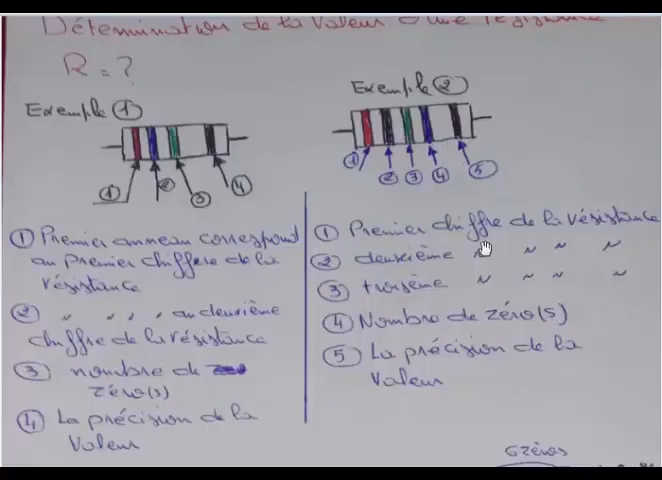 Détermination de la Valeur d'une résistance
R = ?
Exemple ①
① ② ③ ④
① Premier anneau correspond
au premier chiffre de la
résistance
② " " " au deuxième
chiffre de la résistance
③ nombre de
zéro(s)
④ La précision de la
Valeur
Exemple ②
① ② ③ ④ ⑤
① Premier chiffre de la résistance
② deuxième " " " "
③ troisème " " " "
④ Nombre de zéro(s)
⑤ La précision de la
Valeur
6 zéros